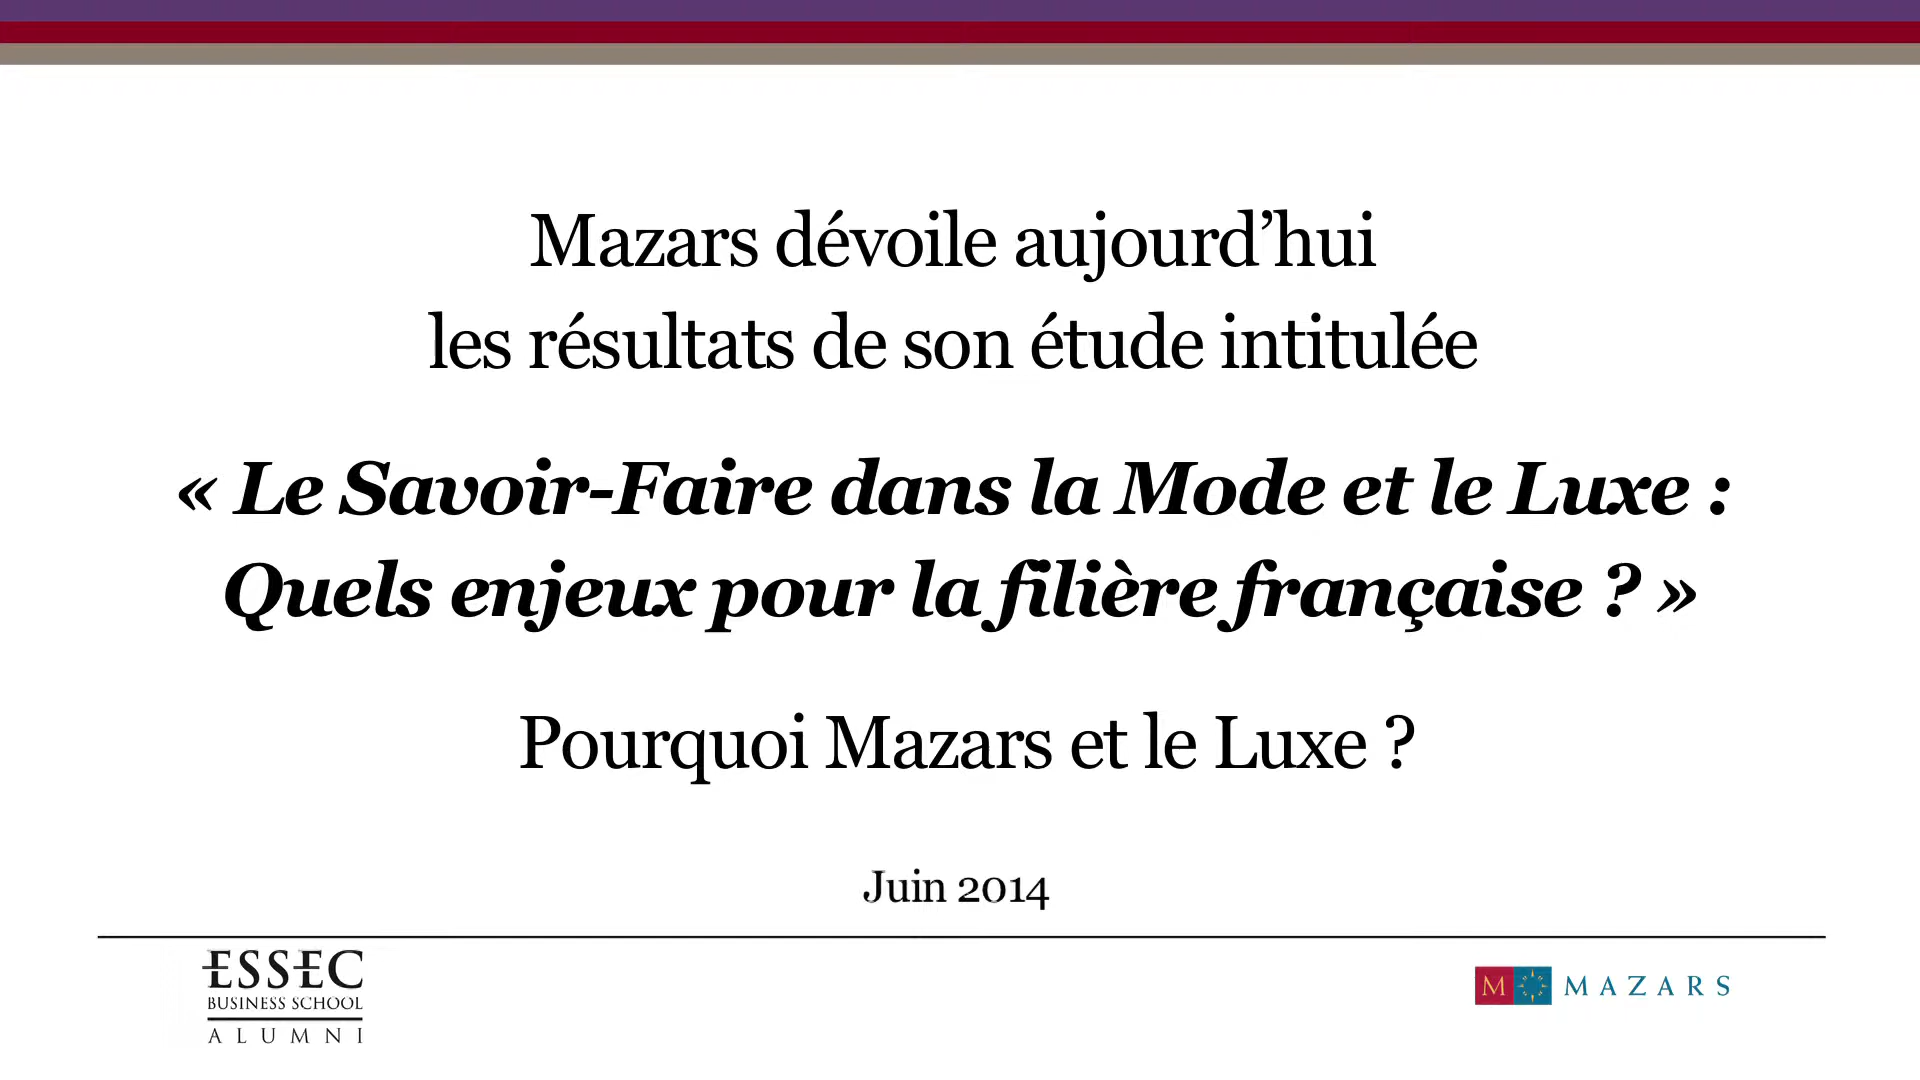 Mazars dévoile aujourd’hui
les résultats de son étude intitulée
« Le Savoir-Faire dans la Mode et le Luxe :
Quels enjeux pour la filière française ? »
Pourquoi Mazars et le Luxe ?
Juin 2014
ESSEC
BUSINESS SCHOOL
ALUMNI
M MAZARS